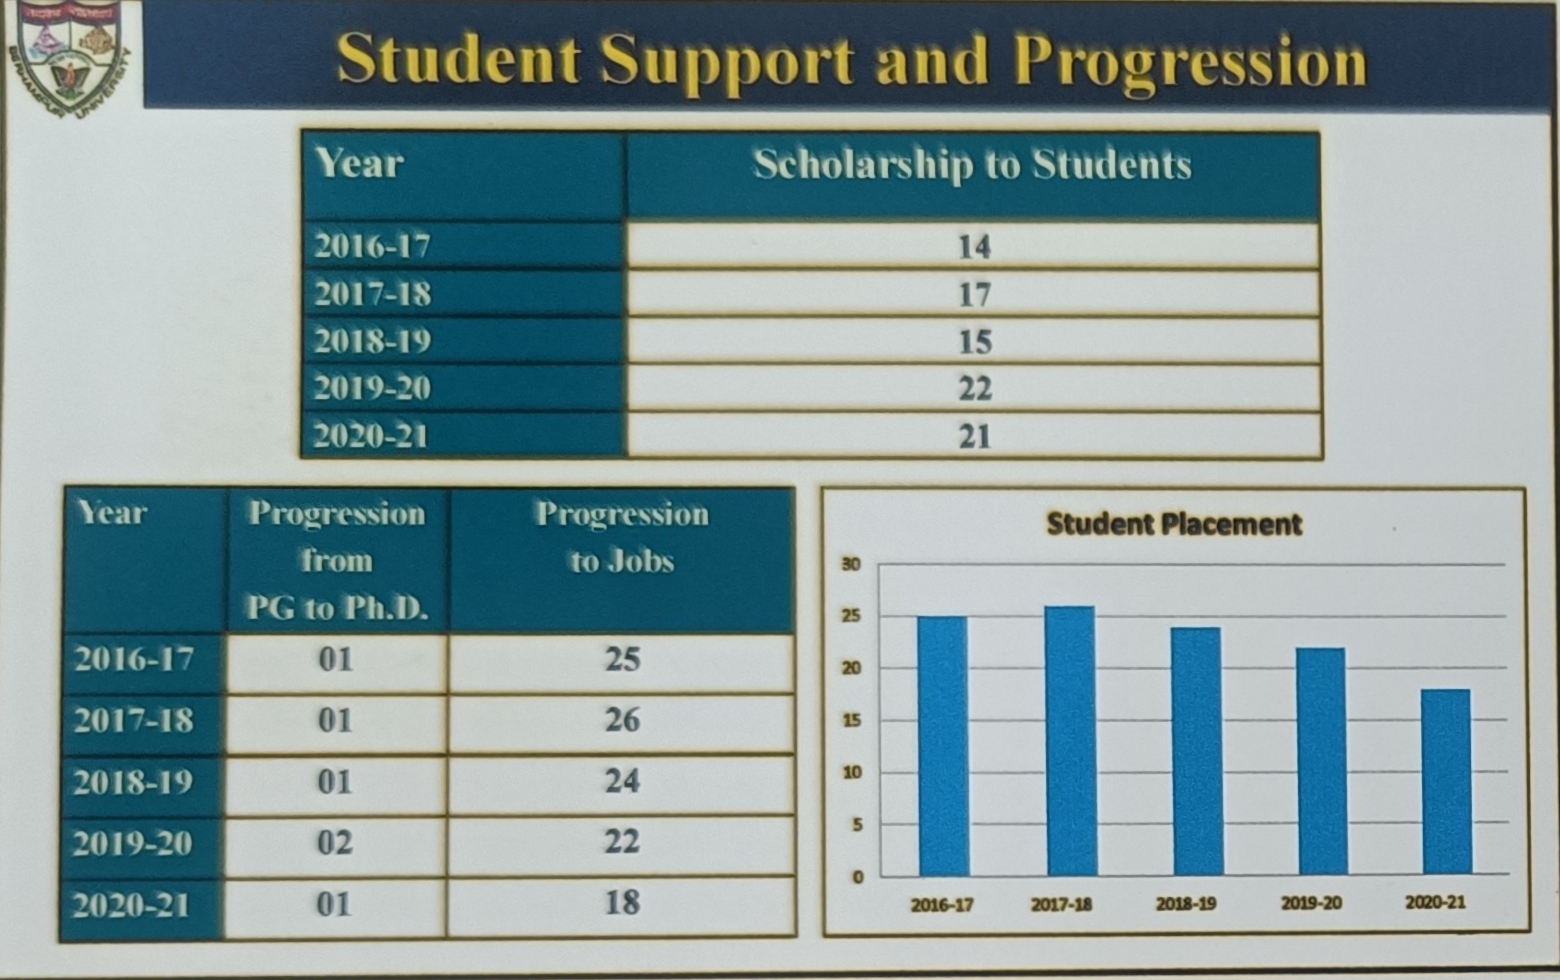 BERHAMPUR UNIVERSITY
Student Support and Progression
Year Scholarship to Students
2016-17 14
2017-18 17
2018-19 15
2019-20 22
2020-21 21
Year Progression from PG to Ph.D. Progression to Jobs
2016-17 01 25
2017-18 01 26
2018-19 01 24
2019-20 02 22
2020-21 01 18
Student Placement
30
25
20
15
10
5
0
2016-17 2017-18 2018-19 2019-20 2020-21